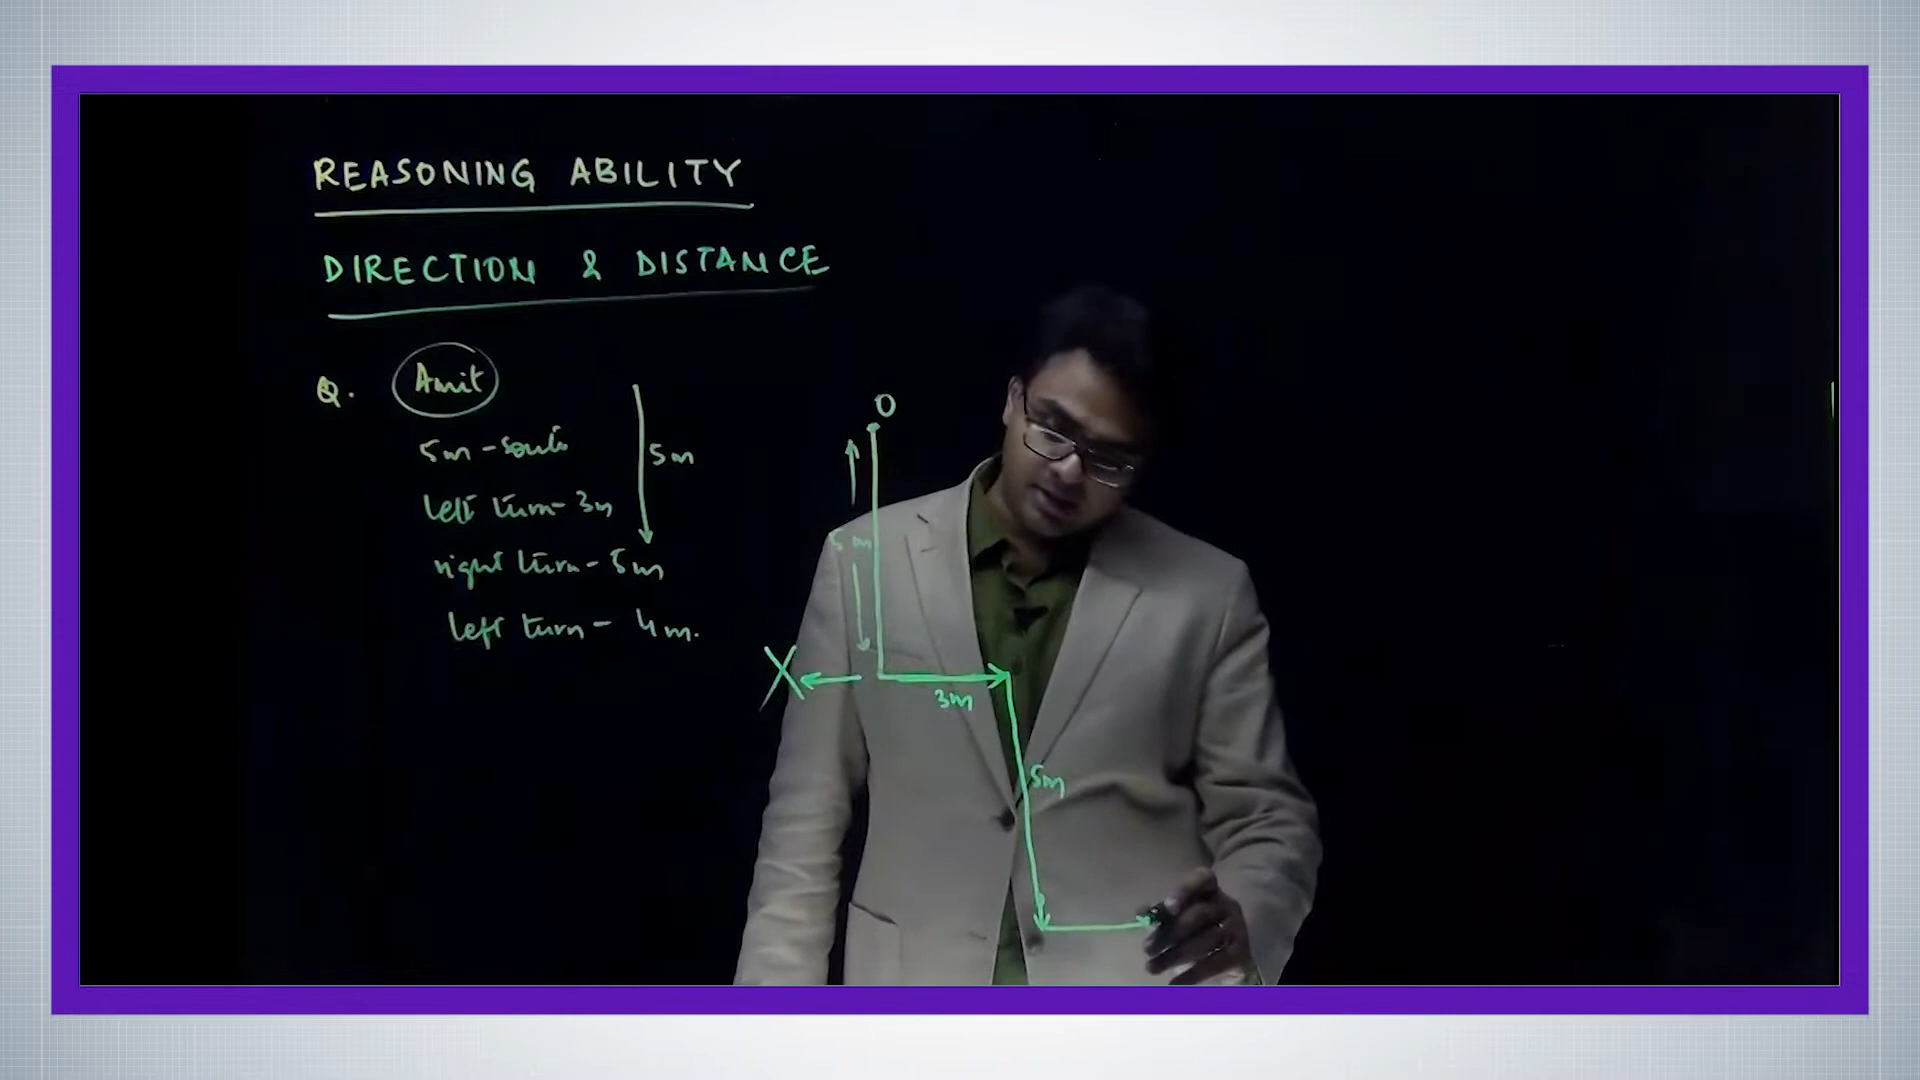 REASONING ABILITY
DIRECTION & DISTANCE
Q. Amit
5m - south
left turn - 3m
right turn - 5m
left turn - 4m.
5m
O
5 m
X
3m
5m